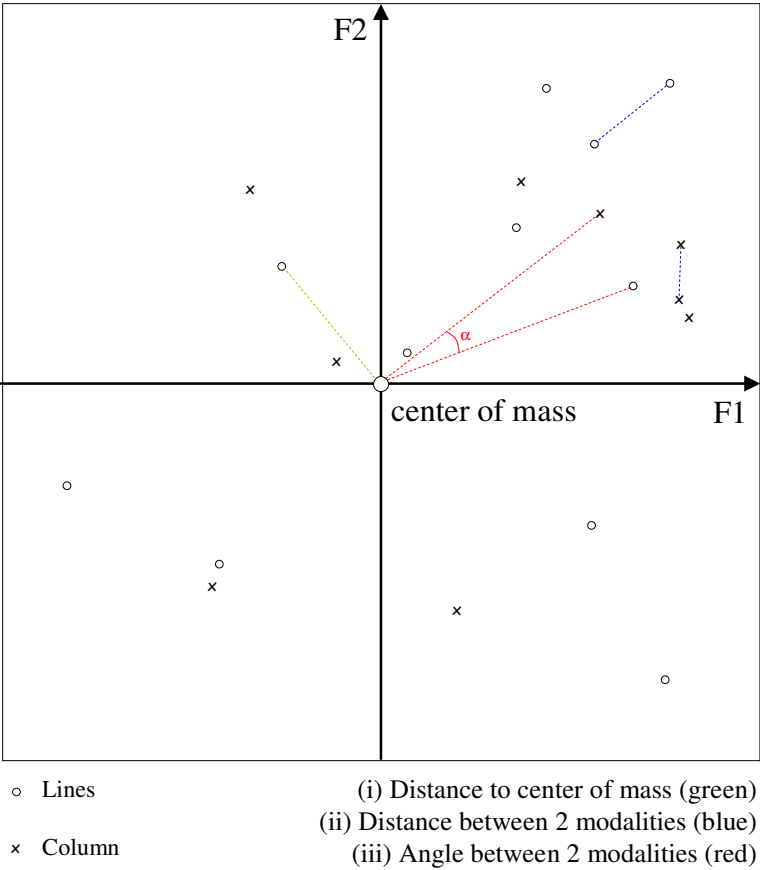 F2
α
center of mass
F1
Lines
(i) Distance to center of mass (green)
(ii) Distance between 2 modalities (blue)
Column
(iii) Angle between 2 modalities (red)